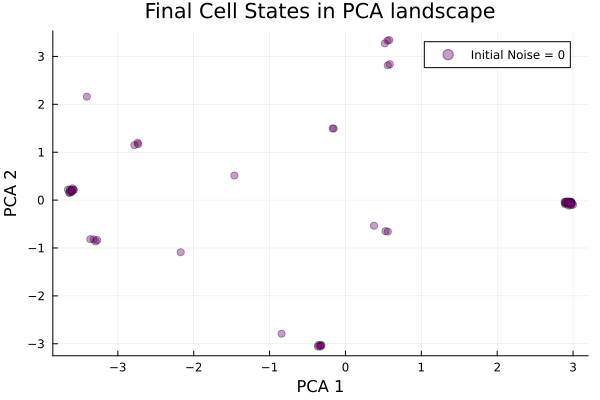 Final Cell States in PCA landscape
Initial Noise = 0
3
2
1
0
−1
−2
−3
PCA 2
−3 −2 −1 0 1 2 3
PCA 1